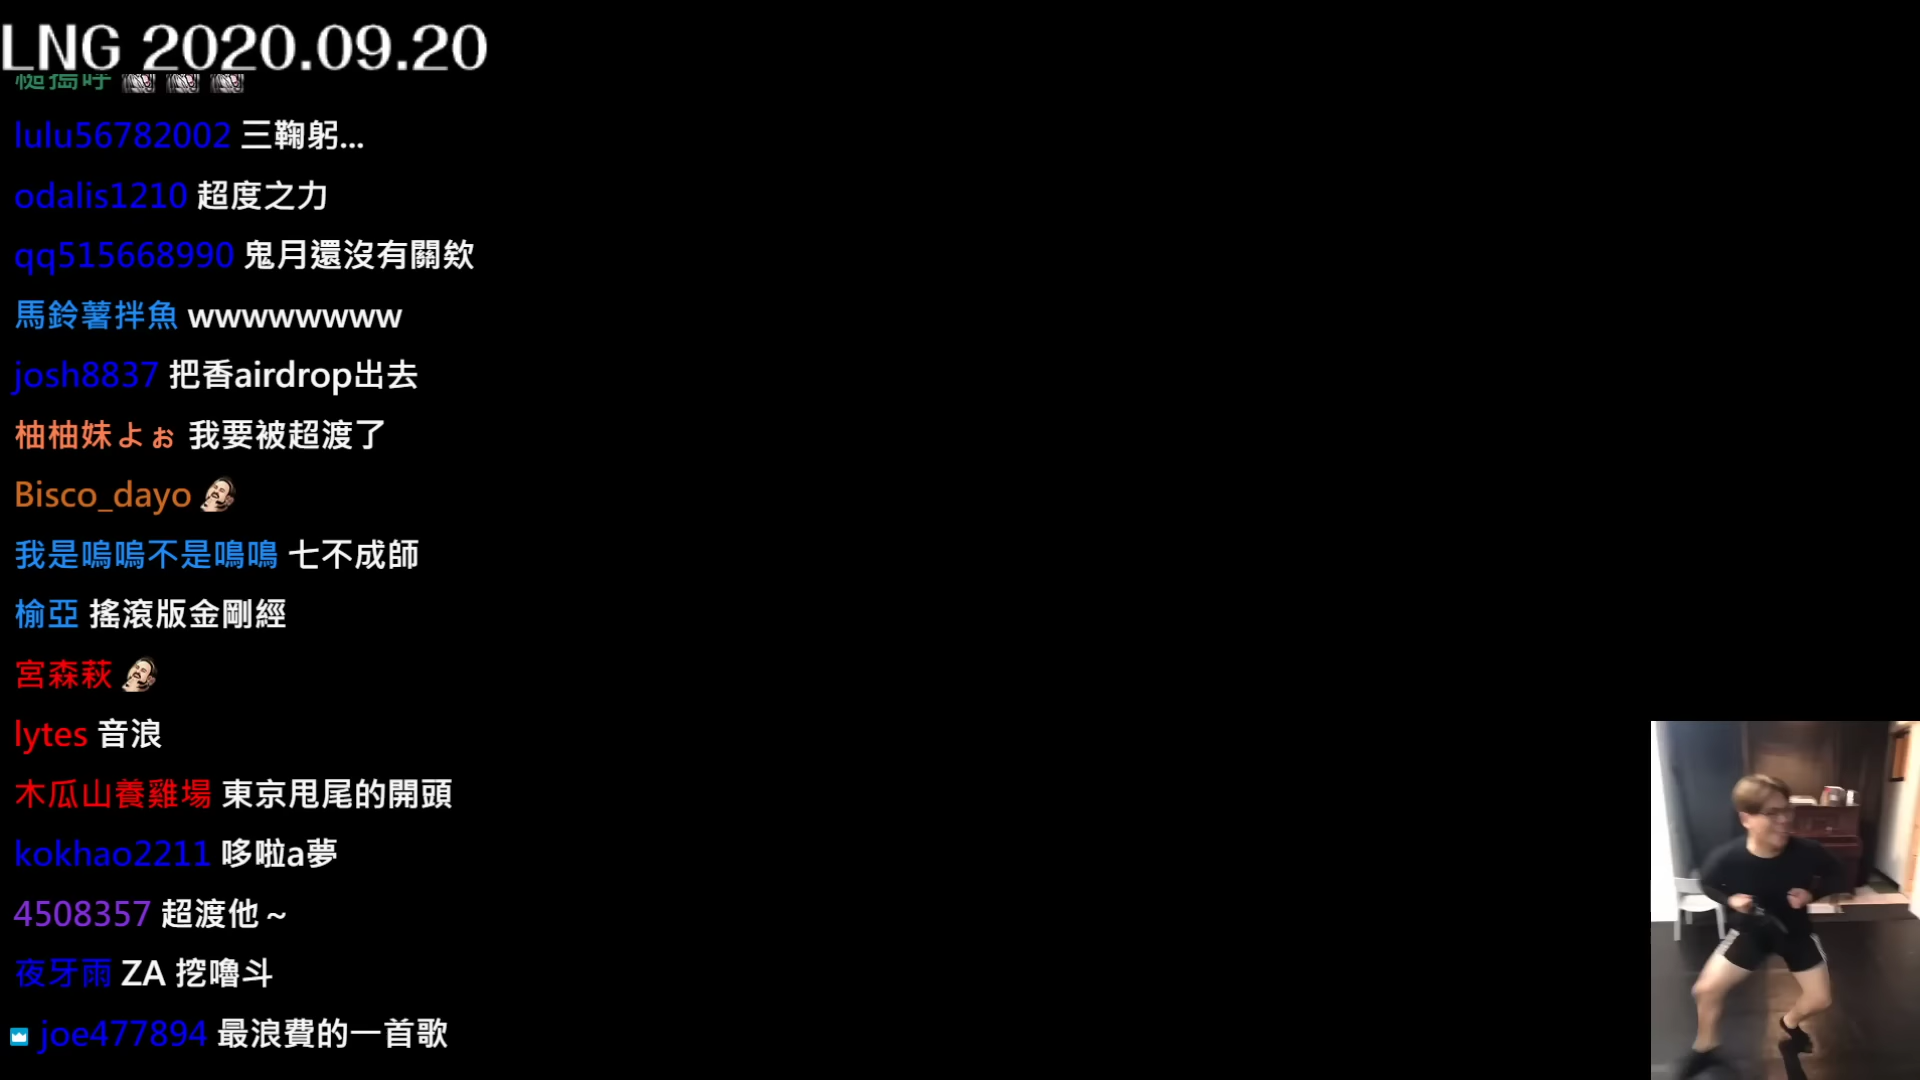 LNG 2020.09.20
lulu56782002 三鞠躬...
odalis1210 超度之力
qq515668990 鬼月還沒有關欸
馬鈴薯拌魚 wwwwwwww
josh8837 把香airdrop出去
柚柚妹よぉ 我要被超渡了
Bisco_dayo
我是嗚嗚不是鳴鳴 七不成師
榆亞 搖滾版金剛經
宮森萩
lytes 音浪
木瓜山養雞場 東京甩尾的開頭
kokhao2211 哆啦a夢
4508357 超渡他～
夜牙雨 ZA 挖嚕斗
joe477894 最浪費的一首歌